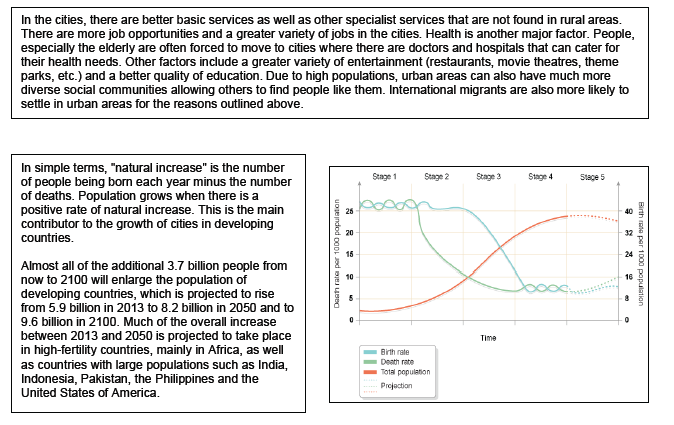 In the cities, there are better basic services as well as other specialist services that are not found in rural areas.
There are more job opportunities and a greater variety of jobs in the cities. Health is another major factor. People,
especially the elderly are often forced to move to cities where there are doctors and hospitals that can cater for
their health needs. Other factors include a greater variety of entertainment (restaurants, movie theatres, theme
parks, etc.) and a better quality of education. Due to high populations, urban areas can also have much more
diverse social communities allowing others to find people like them. International migrants are also more likely to
settle in urban areas for the reasons outlined above.
In simple terms, "natural increase" is the number
of people being born each year minus the number
of deaths. Population grows when there is a
positive rate of natural increase. This is the main
contributor to the growth of cities in developing
countries.
Almost all of the additional 3.7 billion people from
now to 2100 will enlarge the population of
developing countries, which is projected to rise
from 5.9 billion in 2013 to 8.2 billion in 2050 and to
9.6 billion in 2100. Much of the overall increase
between 2013 and 2050 is projected to take place
in high-fertility countries, mainly in Africa, as well
as countries with large populations such as India,
Indonesia, Pakistan, the Philippines and the
United States of America.
Stage 1 Stage 2 Stage 3 Stage 4 Stage 5
Death rate per 1000 population
25
20
15
10
5
0
40
32
24
16
8
0
Birth rate per 1000 population
Time
Birth rate
Death rate
Total population
Projection